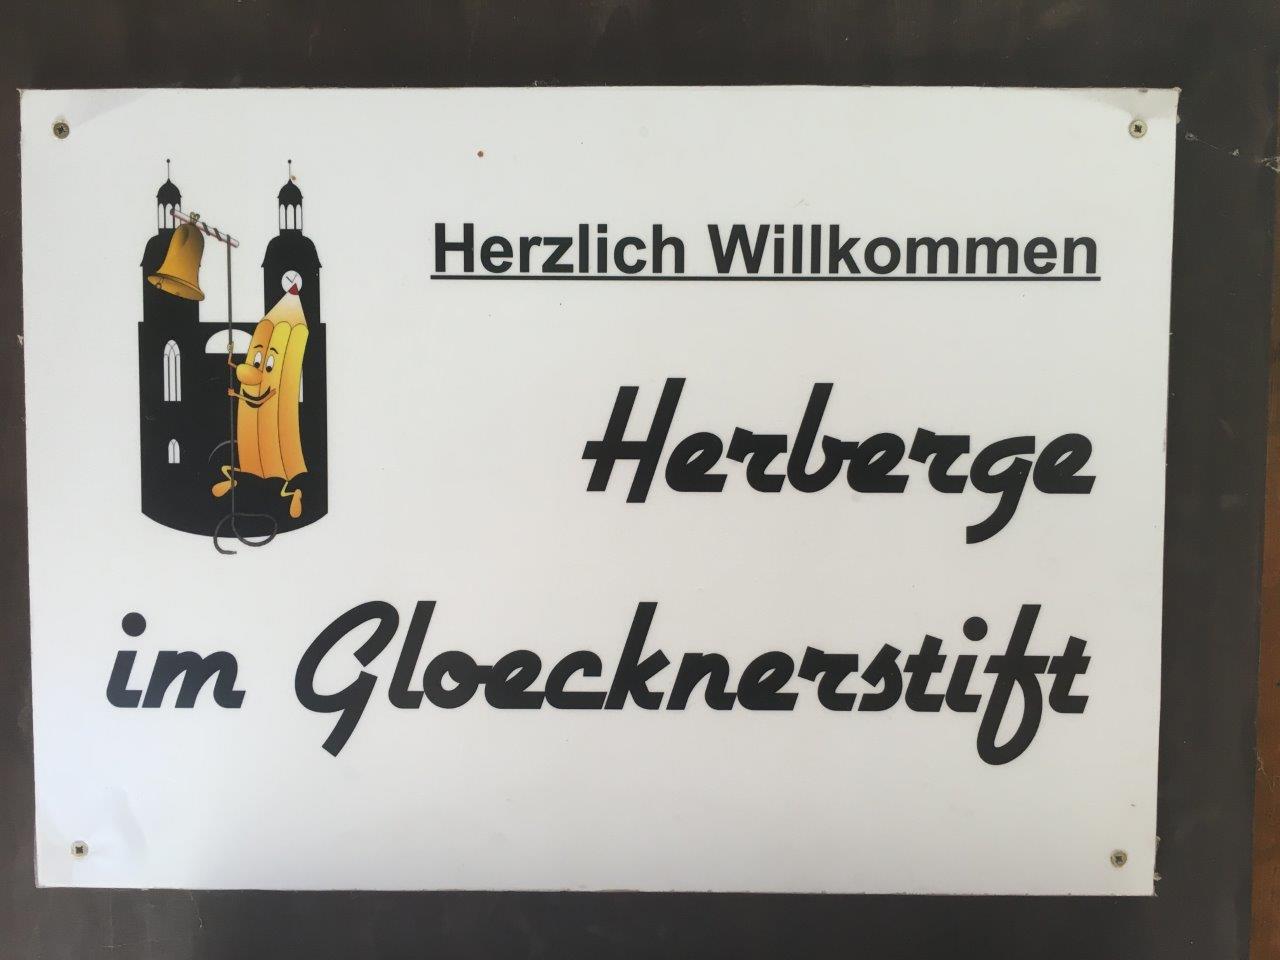 Herzlich Willkommen
Herberge
im Gloecknerstift